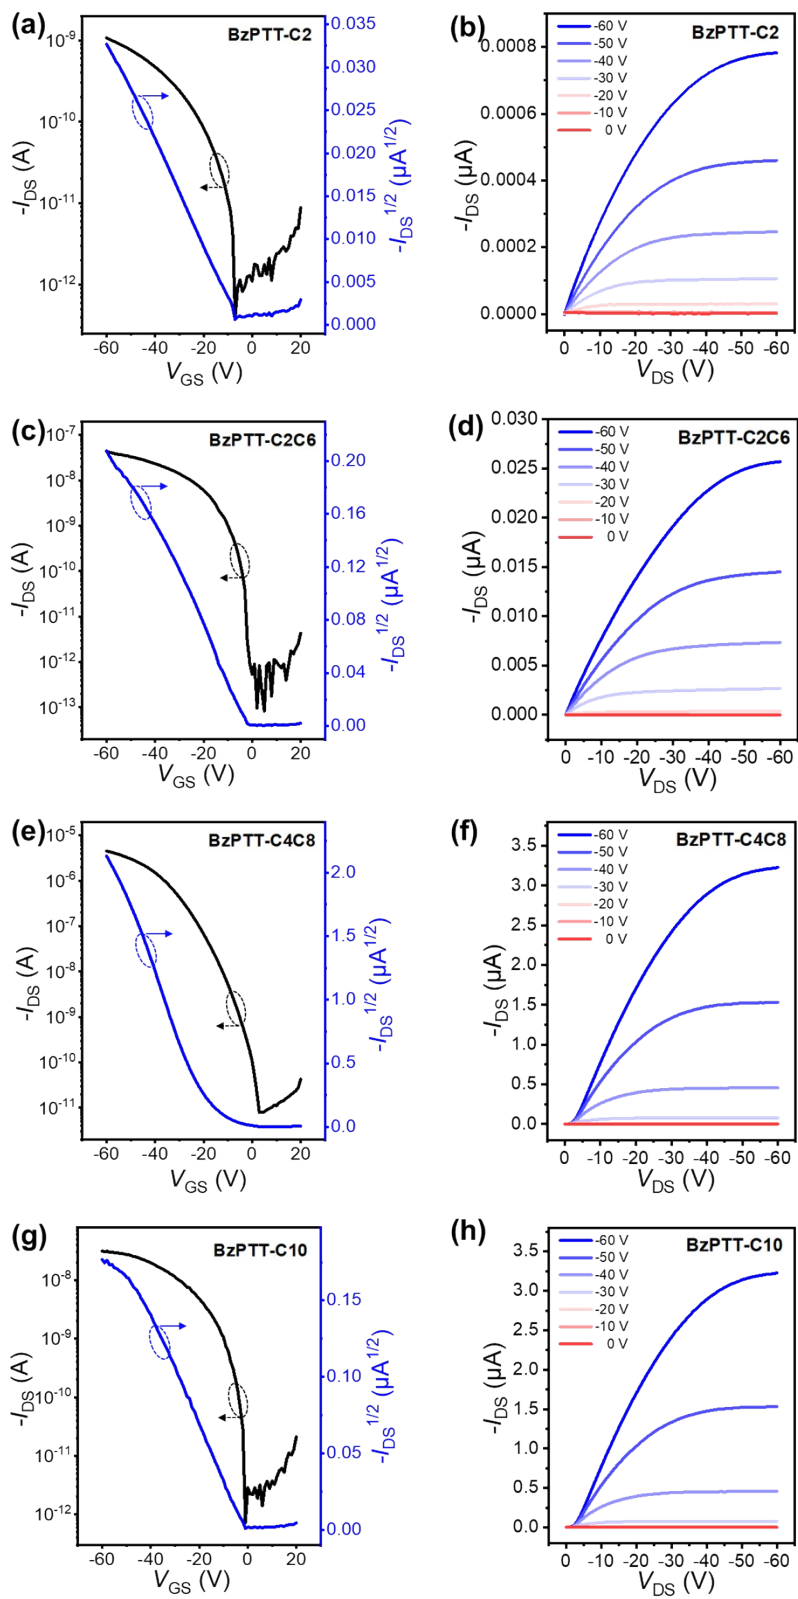 (a)
BzPTT-C2
10⁻⁹
10⁻¹⁰
10⁻¹¹
10⁻¹²
-I_DS (A)
0.035
0.030
0.025
0.020
0.015
0.010
0.005
0.000
-I_DS^1/2 (µA^1/2)
-60 -40 -20 0 20
V_GS (V)
(b)
BzPTT-C2
-60 V
-50 V
-40 V
-30 V
-20 V
-10 V
0 V
0.0008
0.0006
0.0004
0.0002
0.0000
-I_DS (µA)
0 -10 -20 -30 -40 -50 -60
V_DS (V)
(c)
BzPTT-C2C6
10⁻⁷
10⁻⁸
10⁻⁹
10⁻¹⁰
10⁻¹¹
10⁻¹²
10⁻¹³
-I_DS (A)
0.20
0.16
0.12
0.08
0.04
0.00
-I_DS^1/2 (µA^1/2)
-60 -40 -20 0 20
V_GS (V)
(d)
BzPTT-C2C6
-60 V
-50 V
-40 V
-30 V
-20 V
-10 V
0 V
0.030
0.025
0.020
0.015
0.010
0.005
0.000
-I_DS (µA)
0 -10 -20 -30 -40 -50 -60
V_DS (V)
(e)
BzPTT-C4C8
10⁻⁵
10⁻⁶
10⁻⁷
10⁻⁸
10⁻⁹
10⁻¹⁰
10⁻¹¹
-I_DS (A)
2.0
1.5
1.0
0.5
0.0
-I_DS^1/2 (µA^1/2)
-60 -40 -20 0 20
V_GS (V)
(f)
BzPTT-C4C8
-60 V
-50 V
-40 V
-30 V
-20 V
-10 V
0 V
3.5
3.0
2.5
2.0
1.5
1.0
0.5
0.0
-I_DS (µA)
0 -10 -20 -30 -40 -50 -60
V_DS (V)
(g)
BzPTT-C10
10⁻⁸
10⁻⁹
10⁻¹⁰
10⁻¹¹
10⁻¹²
-I_DS (A)
0.15
0.10
0.05
0.00
-I_DS^1/2 (µA^1/2)
-60 -40 -20 0 20
V_GS (V)
(h)
BzPTT-C10
-60 V
-50 V
-40 V
-30 V
-20 V
-10 V
0 V
3.5
3.0
2.5
2.0
1.5
1.0
0.5
0.0
-I_DS (µA)
0 -10 -20 -30 -40 -50 -60
V_DS (V)